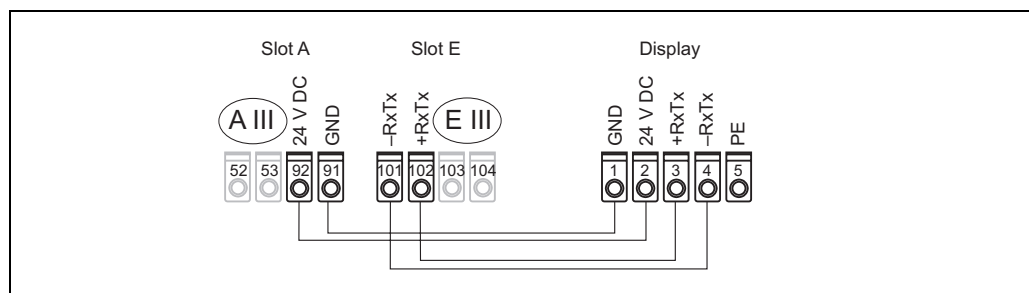 Slot A Slot E Display
24 V DC GND –RxTx +RxTx GND 24 V DC +RxTx –RxTx PE
A III E III
52 53 92 91 101 102 103 104 1 2 3 4 5